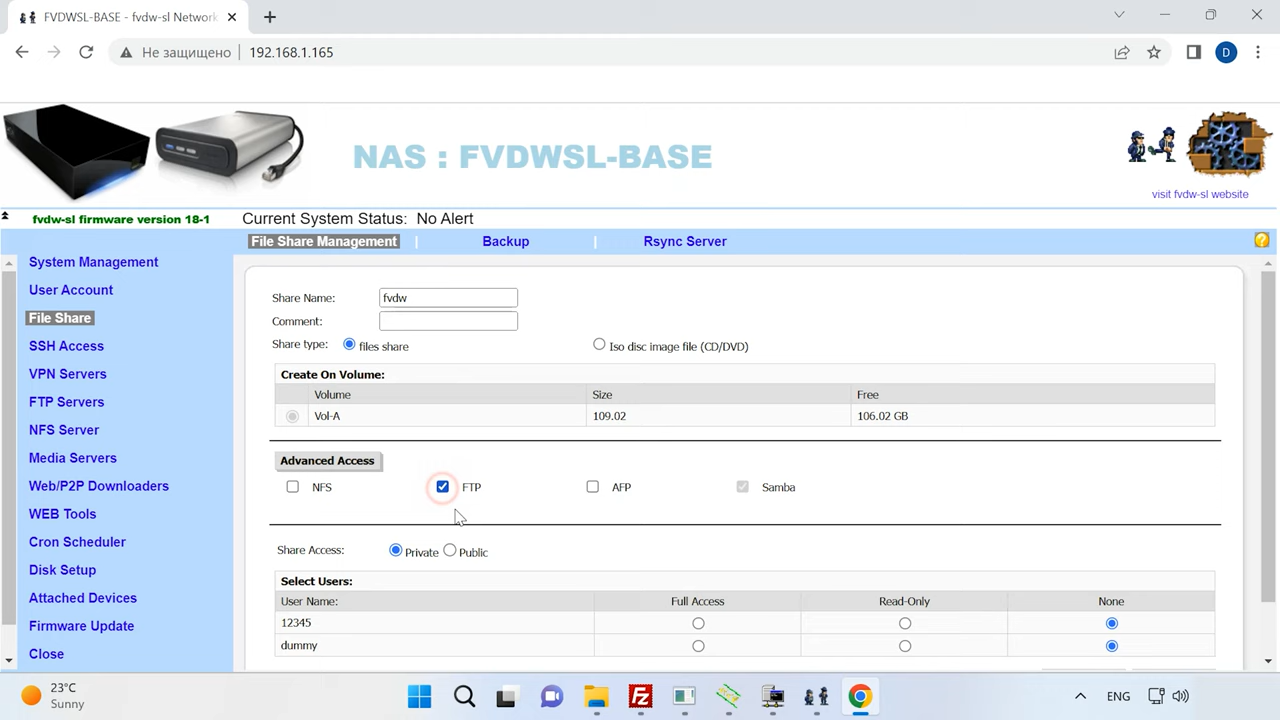 FVDWSL-BASE - fvdw-sl Network
Не защищено 192.168.1.165
D
NAS : FVDWSL-BASE
visit fvdw-sl website
fvdw-sl firmware version 18-1
Current System Status: No Alert
File Share Management | Backup | Rsync Server
?
System Management
User Account
File Share
SSH Access
VPN Servers
FTP Servers
NFS Server
Media Servers
Web/P2P Downloaders
WEB Tools
Cron Scheduler
Disk Setup
Attached Devices
Firmware Update
Close
Share Name: fvdw
Comment:
Share type: files share Iso disc image file (CD/DVD)
Create On Volume:
Volume Size Free
Vol-A 109.02 106.02 GB
Advanced Access
NFS FTP AFP Samba
Share Access: Private Public
Select Users:
User Name: Full Access Read-Only None
12345
dummy
23°C
Sunny
Fz
ENG